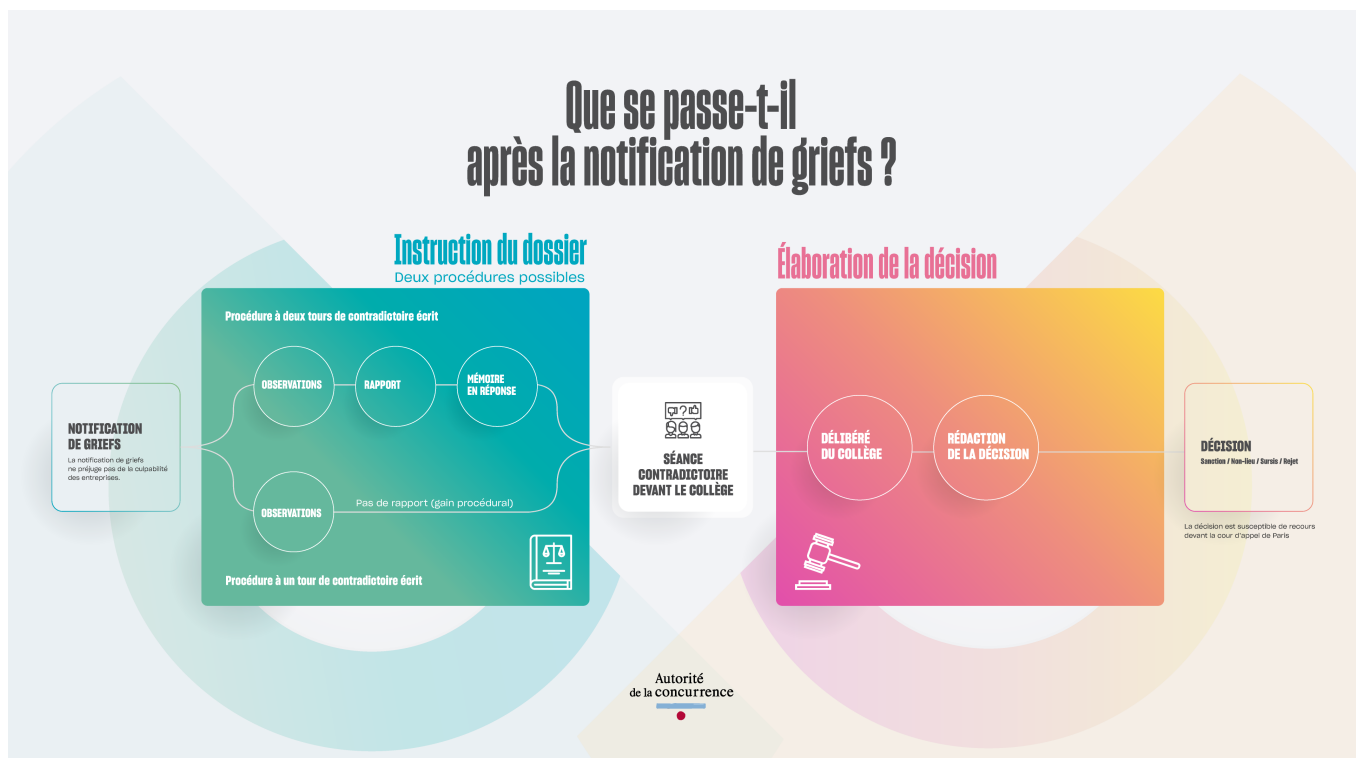 Que se passe-t-il
après la notification de griefs ?
Instruction du dossier
Deux procédures possibles
Élaboration de la décision
Procédure à deux tours de contradictoire écrit
OBSERVATIONS
RAPPORT
MÉMOIRE
EN RÉPONSE
NOTIFICATION
DE GRIEFS
La notification de griefs
ne préjuge pas de la culpabilité
des entreprises.
OBSERVATIONS
Pas de rapport (gain procédural)
Procédure à un tour de contradictoire écrit
SÉANCE
CONTRADICTOIRE
DEVANT LE COLLÈGE
DÉLIBÉRÉ
DU COLLÈGE
RÉDACTION
DE LA DÉCISION
DÉCISION
Sanction / Non-lieu / Sursis / Rejet
La décision est susceptible de recours
devant la cour d'appel de Paris
Autorité
de la concurrence